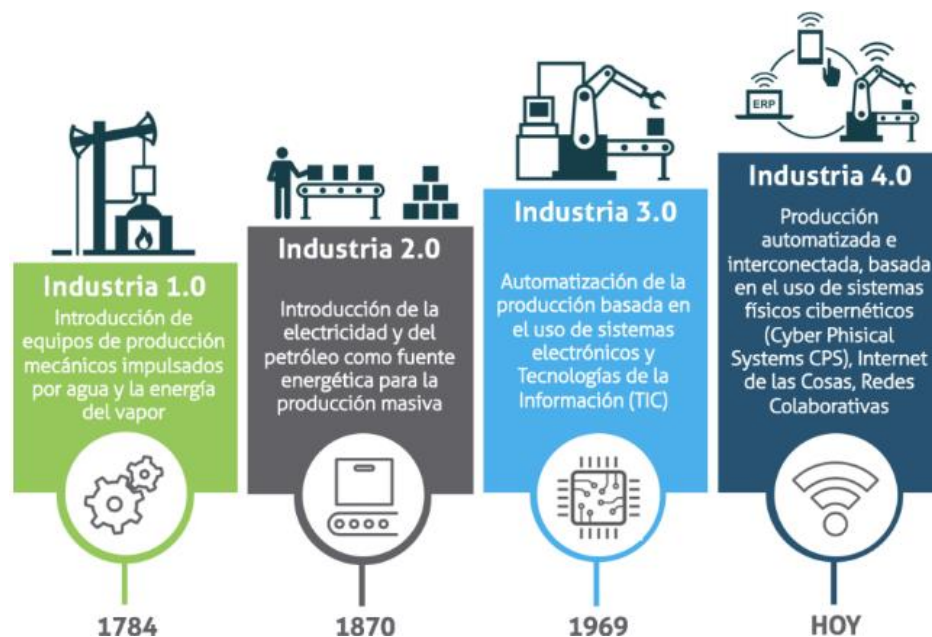 ERP
Industria 1.0
Introducción de
equipos de producción
mecánicos impulsados
por agua y la energía
del vapor
1784
Industria 2.0
Introducción de la
electricidad y del
petróleo como fuente
energética para la
producción masiva
1870
Industria 3.0
Automatización de la
producción basada en
el uso de sistemas
electrónicos y
Tecnologías de la
Información (TIC)
1969
Industria 4.0
Producción
automatizada e
interconectada, basada
en el uso de sistemas
físicos cibernéticos
(Cyber Phisical
Systems CPS), Internet
de las Cosas, Redes
Colaborativas
HOY